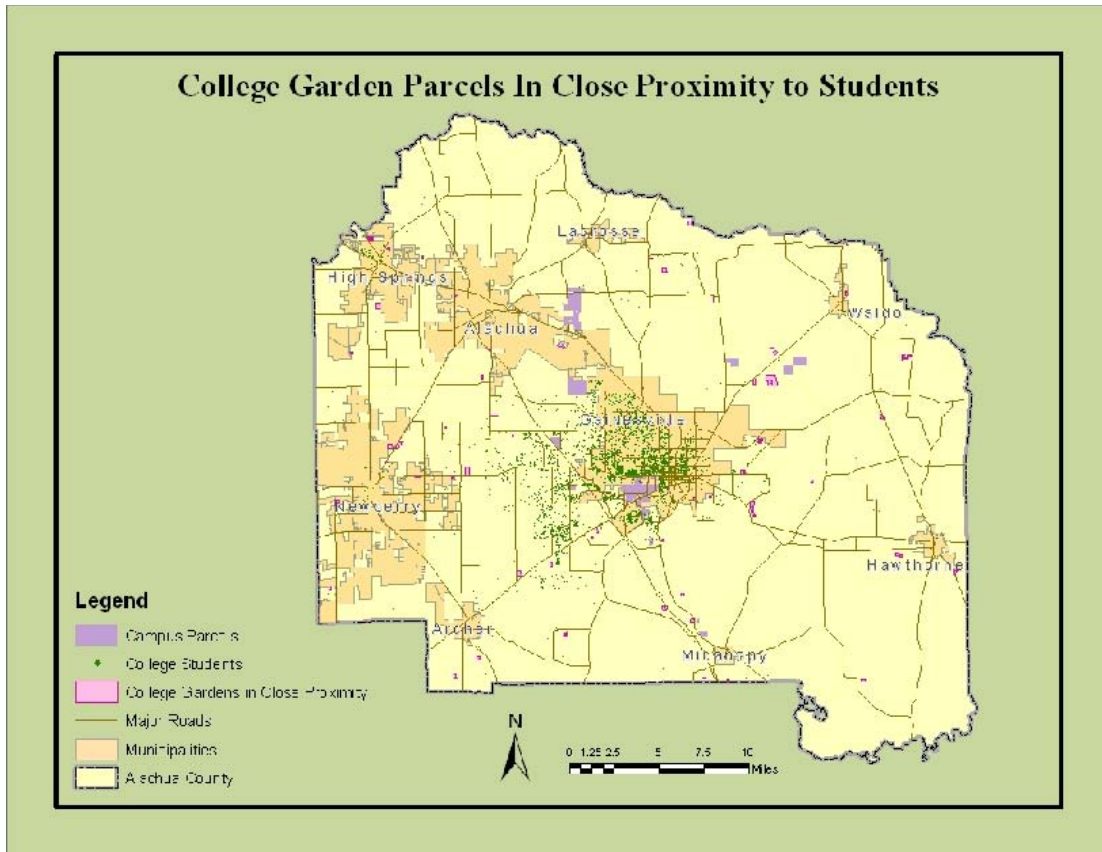 College Garden Parcels In Close Proximity to Students
Lacrosse
High Springs
Alachua
Waldo
Gainesville
Newberry
Hawthorne
Archer
Micanopy
Legend
Campus Parcels
College Students
College Gardens in Close Proximity
Major Roads
Municipalities
Alachua County
N
0 1.25 2.5 5 7.5 10
Miles